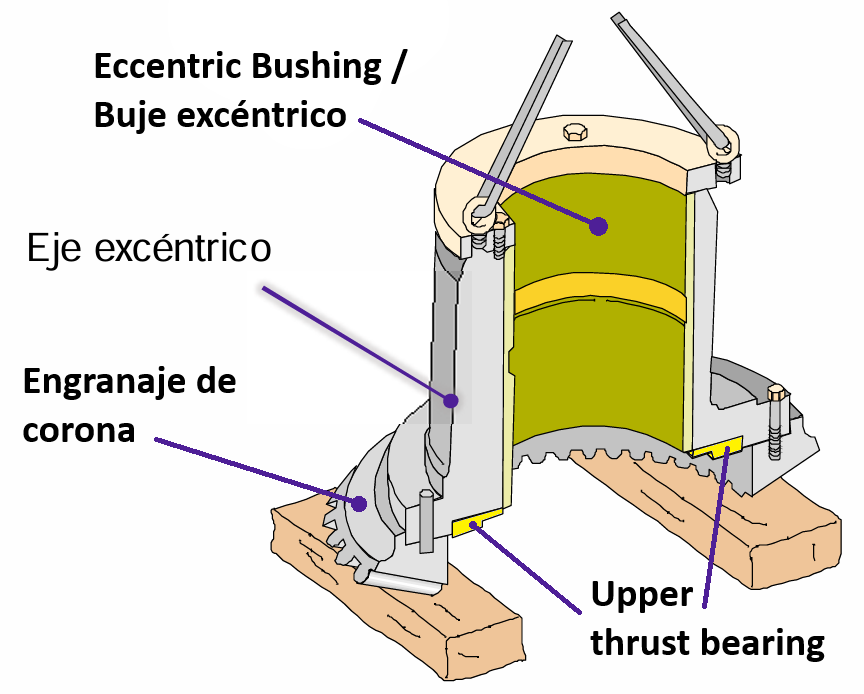 Eccentric Bushing /
Buje excéntrico
Eje excéntrico
Engranaje de
corona
Upper
thrust bearing